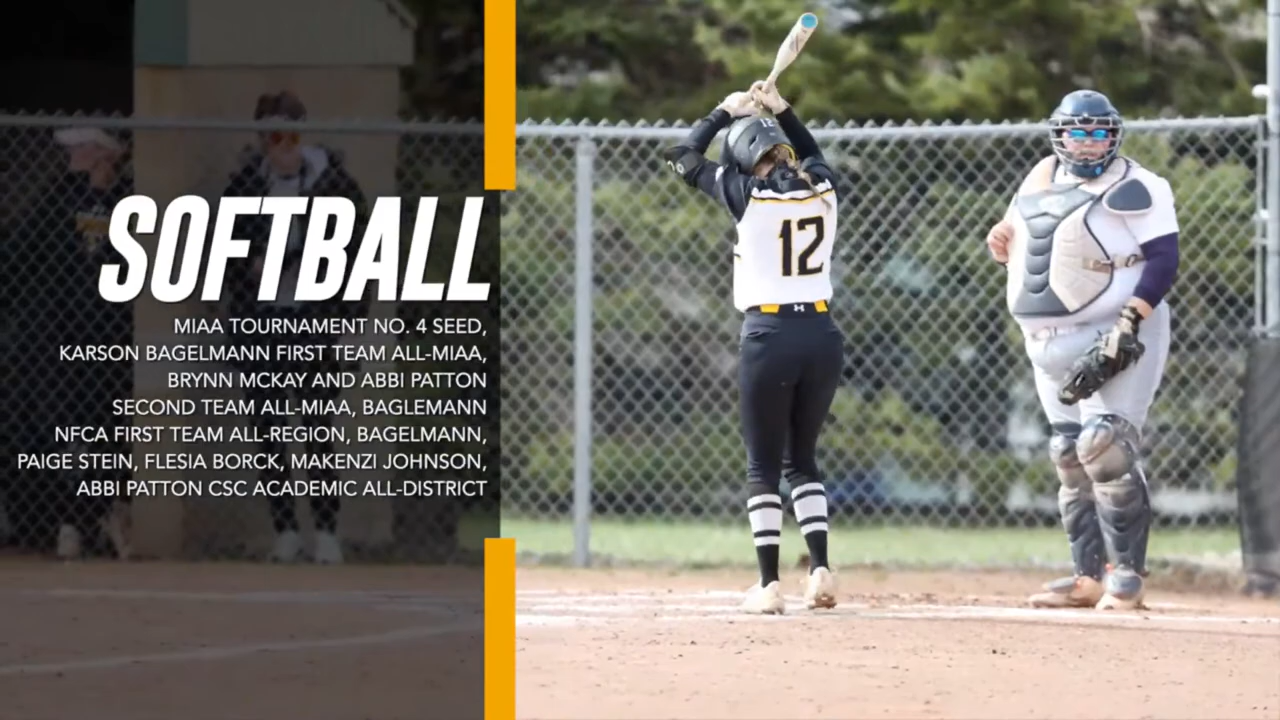 SOFTBALL
MIAA TOURNAMENT NO. 4 SEED,
KARSON BAGELMANN FIRST TEAM ALL-MIAA,
BRYNN MCKAY AND ABBI PATTON
SECOND TEAM ALL-MIAA, BAGLEMANN
NFCA FIRST TEAM ALL-REGION, BAGELMANN,
PAIGE STEIN, FLESIA BORCK, MAKENZI JOHNSON,
ABBI PATTON CSC ACADEMIC ALL-DISTRICT
12
12